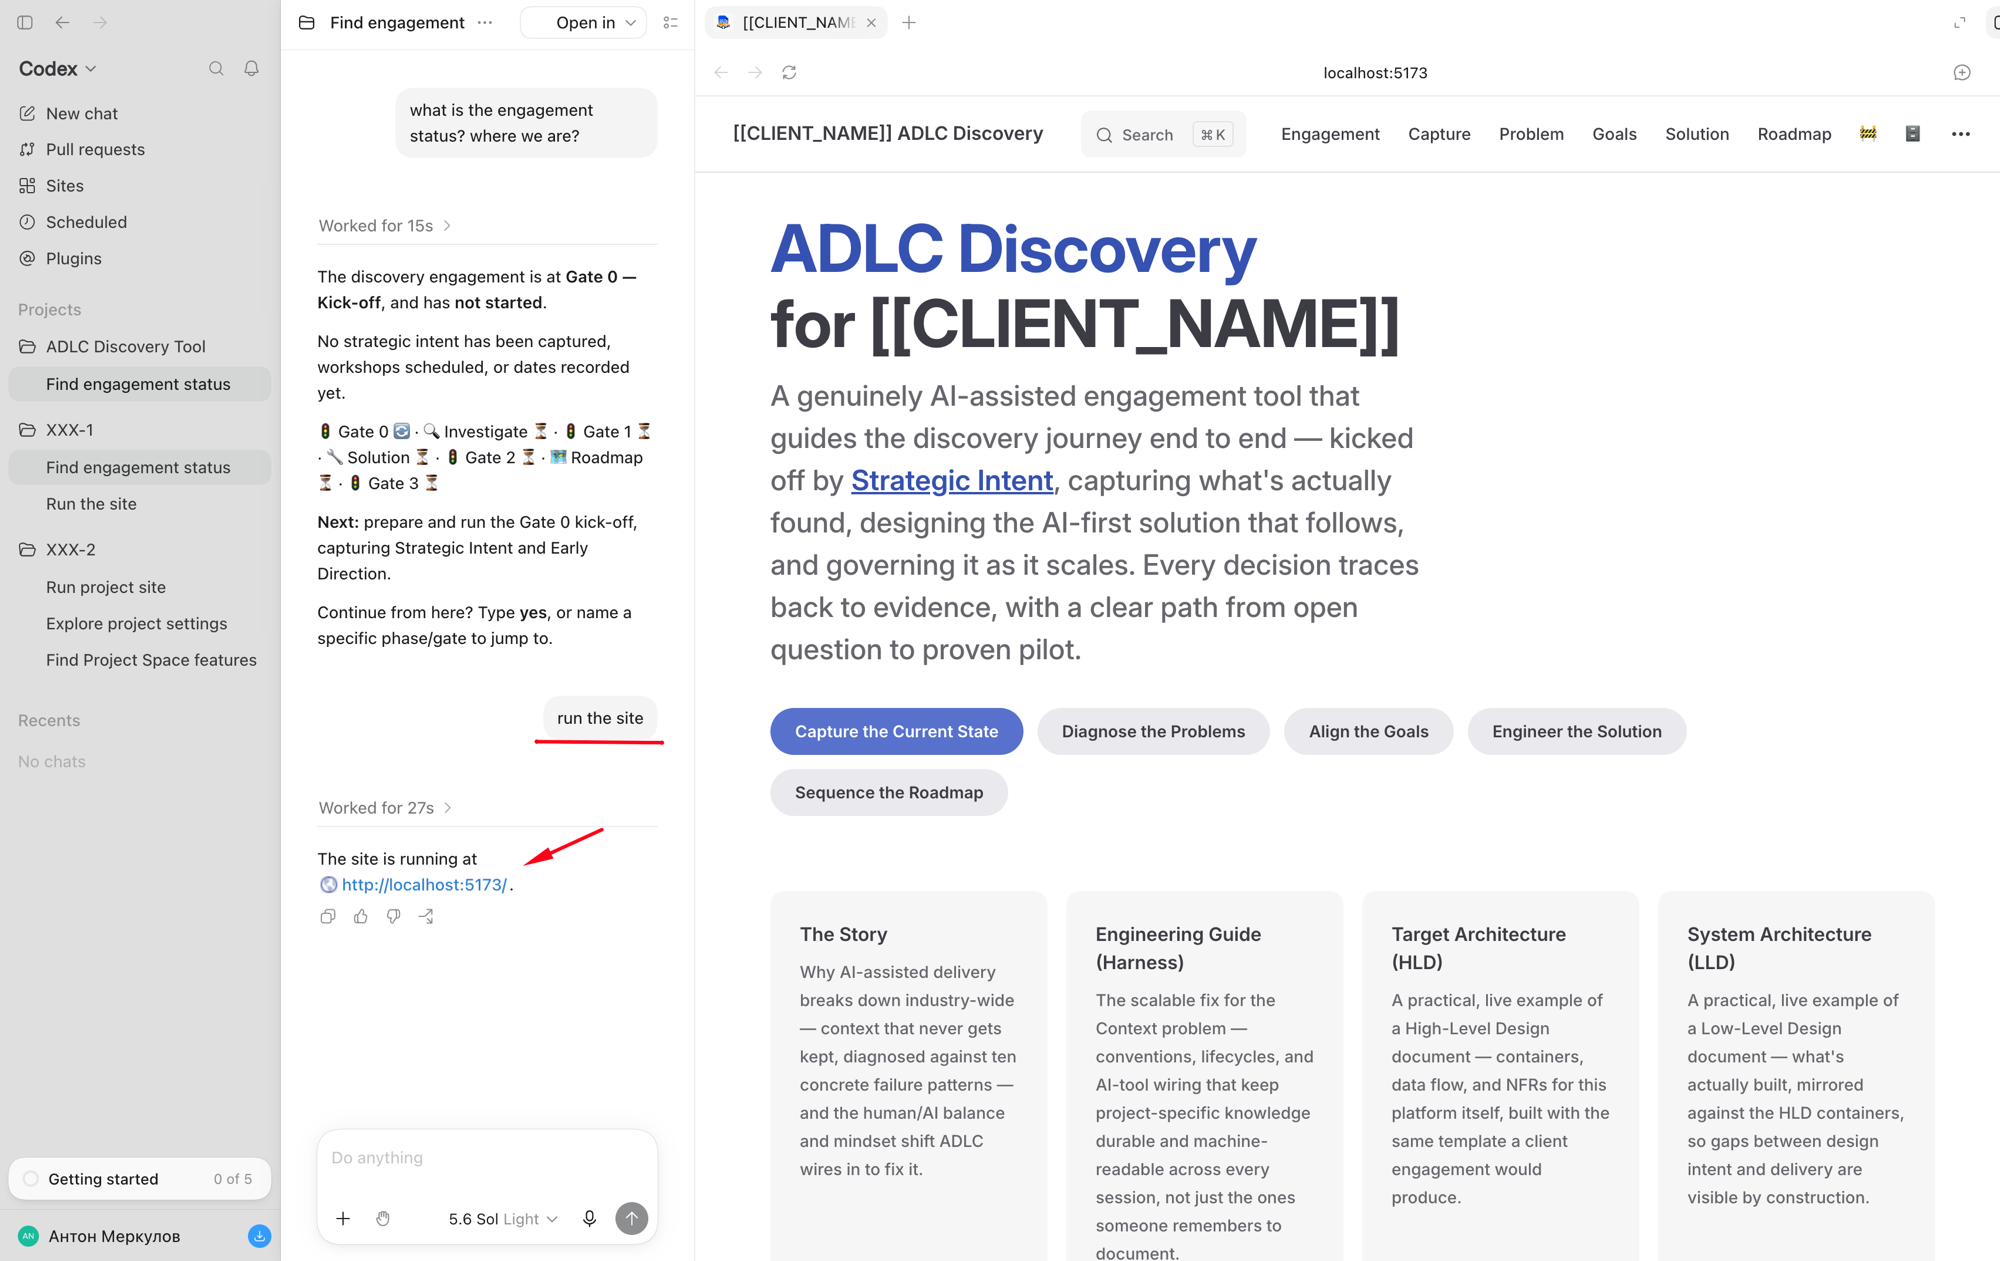 Codex
New chat
Pull requests
Sites
Scheduled
Plugins
Projects
ADLC Discovery Tool
Find engagement status
XXX-1
Find engagement status
Run the site
XXX-2
Run project site
Explore project settings
Find Project Space features
Recents
No chats
Getting started 0 of 5
AN Антон Меркулов
Find engagement
Open in
what is the engagement
status? where we are?
Worked for 15s
The discovery engagement is at Gate 0 —
Kick-off, and has not started.
No strategic intent has been captured,
workshops scheduled, or dates recorded
yet.
🚦 Gate 0 🔄 · 🔍 Investigate ⏳ · 🚦 Gate 1 ⏳
· 🔧 Solution ⏳ · 🚦 Gate 2 ⏳ · 🗺️ Roadmap
⏳ · 🚦 Gate 3 ⏳
Next: prepare and run the Gate 0 kick-off,
capturing Strategic Intent and Early
Direction.
Continue from here? Type yes, or name a
specific phase/gate to jump to.
run the site
Worked for 27s
The site is running at
http://localhost:5173/.
Do anything
5.6 Sol Light
[[CLIENT_NAM
localhost:5173
[[CLIENT_NAME]] ADLC Discovery
Search ⌘ K
Engagement Capture Problem Goals Solution Roadmap 🚧 🗄️
ADLC Discovery
for [[CLIENT_NAME]]
A genuinely AI-assisted engagement tool that
guides the discovery journey end to end — kicked
off by Strategic Intent, capturing what's actually
found, designing the AI-first solution that follows,
and governing it as it scales. Every decision traces
back to evidence, with a clear path from open
question to proven pilot.
Capture the Current State
Diagnose the Problems
Align the Goals
Engineer the Solution
Sequence the Roadmap
The Story
Why AI-assisted delivery
breaks down industry-wide
— context that never gets
kept, diagnosed against ten
concrete failure patterns —
and the human/AI balance
and mindset shift ADLC
wires in to fix it.
Engineering Guide
(Harness)
The scalable fix for the
Context problem —
conventions, lifecycles, and
AI-tool wiring that keep
project-specific knowledge
durable and machine-
readable across every
session, not just the ones
someone remembers to
document.
Target Architecture
(HLD)
A practical, live example of
a High-Level Design
document — containers,
data flow, and NFRs for this
platform itself, built with the
same template a client
engagement would
produce.
System Architecture
(LLD)
A practical, live example of
a Low-Level Design
document — what's
actually built, mirrored
against the HLD containers,
so gaps between design
intent and delivery are
visible by construction.